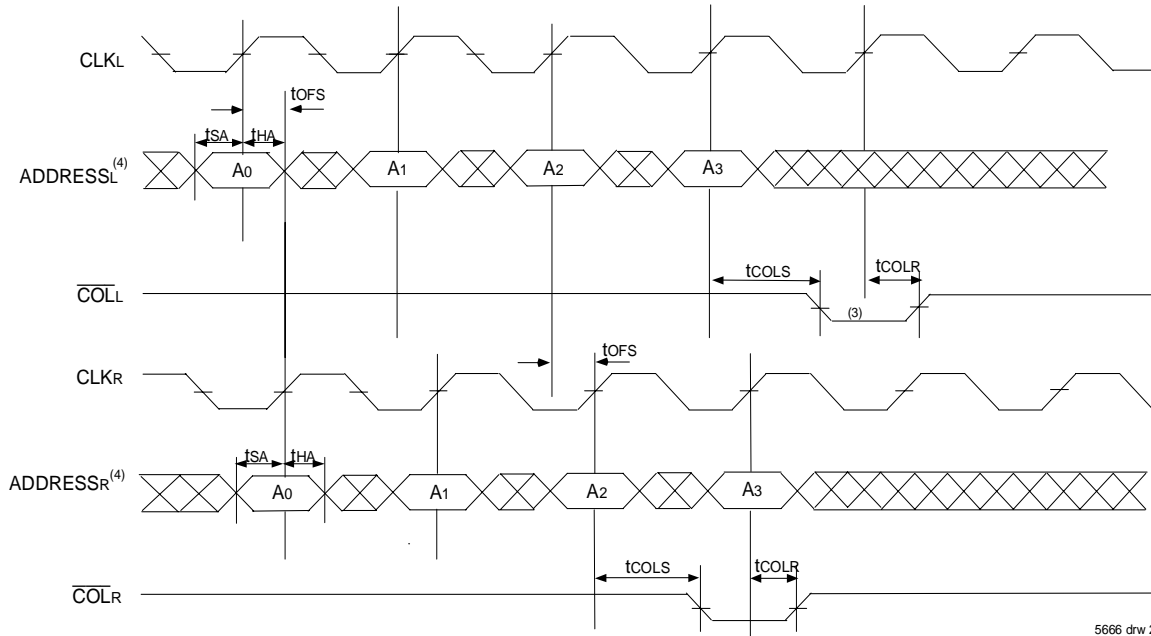 CLKL
tOFS
tSA tHA
ADDRESSL(4) A0 A1 A2 A3
tCOLS tCOLR
COLL (3)
tOFS
CLKR
tSA tHA
ADDRESSR(4) A0 A1 A2 A3
tCOLS tCOLR
COLR
5666 drw 2